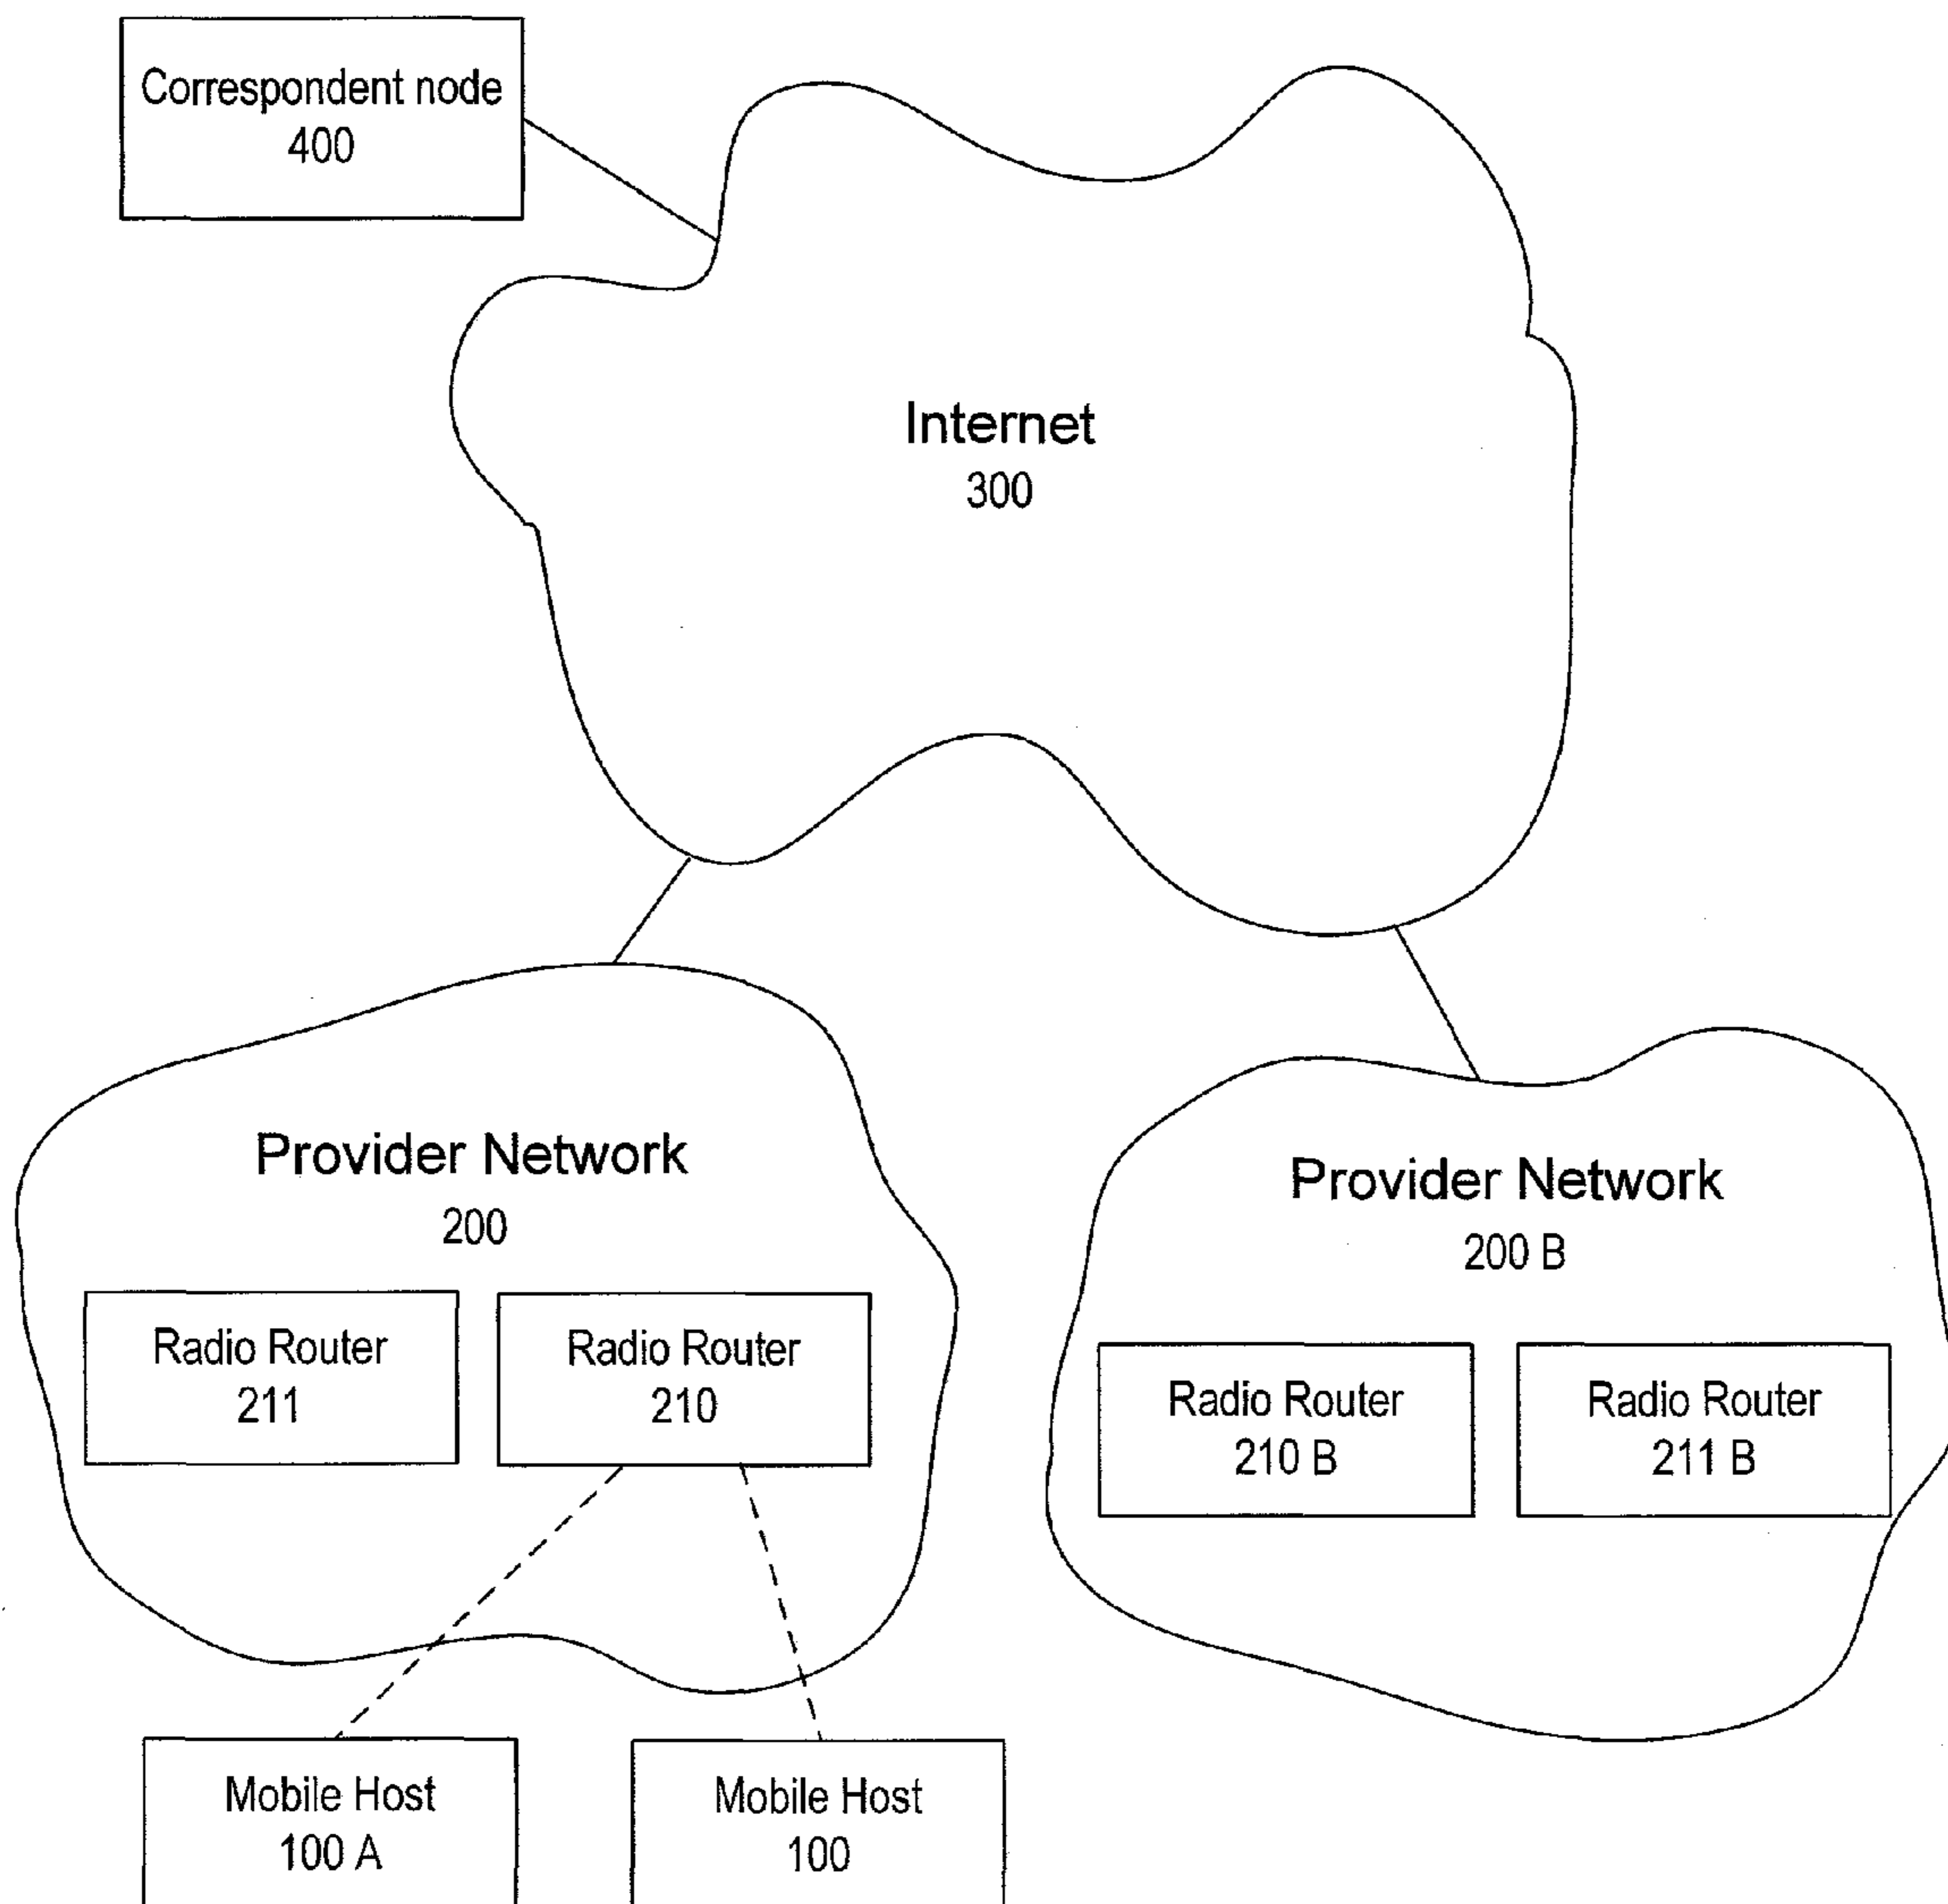 Correspondent node
400
Internet
300
Provider Network
200
Provider Network
200 B
Radio Router
211
Radio Router
210
Radio Router
210 B
Radio Router
211 B
Mobile Host
100 A
Mobile Host
100